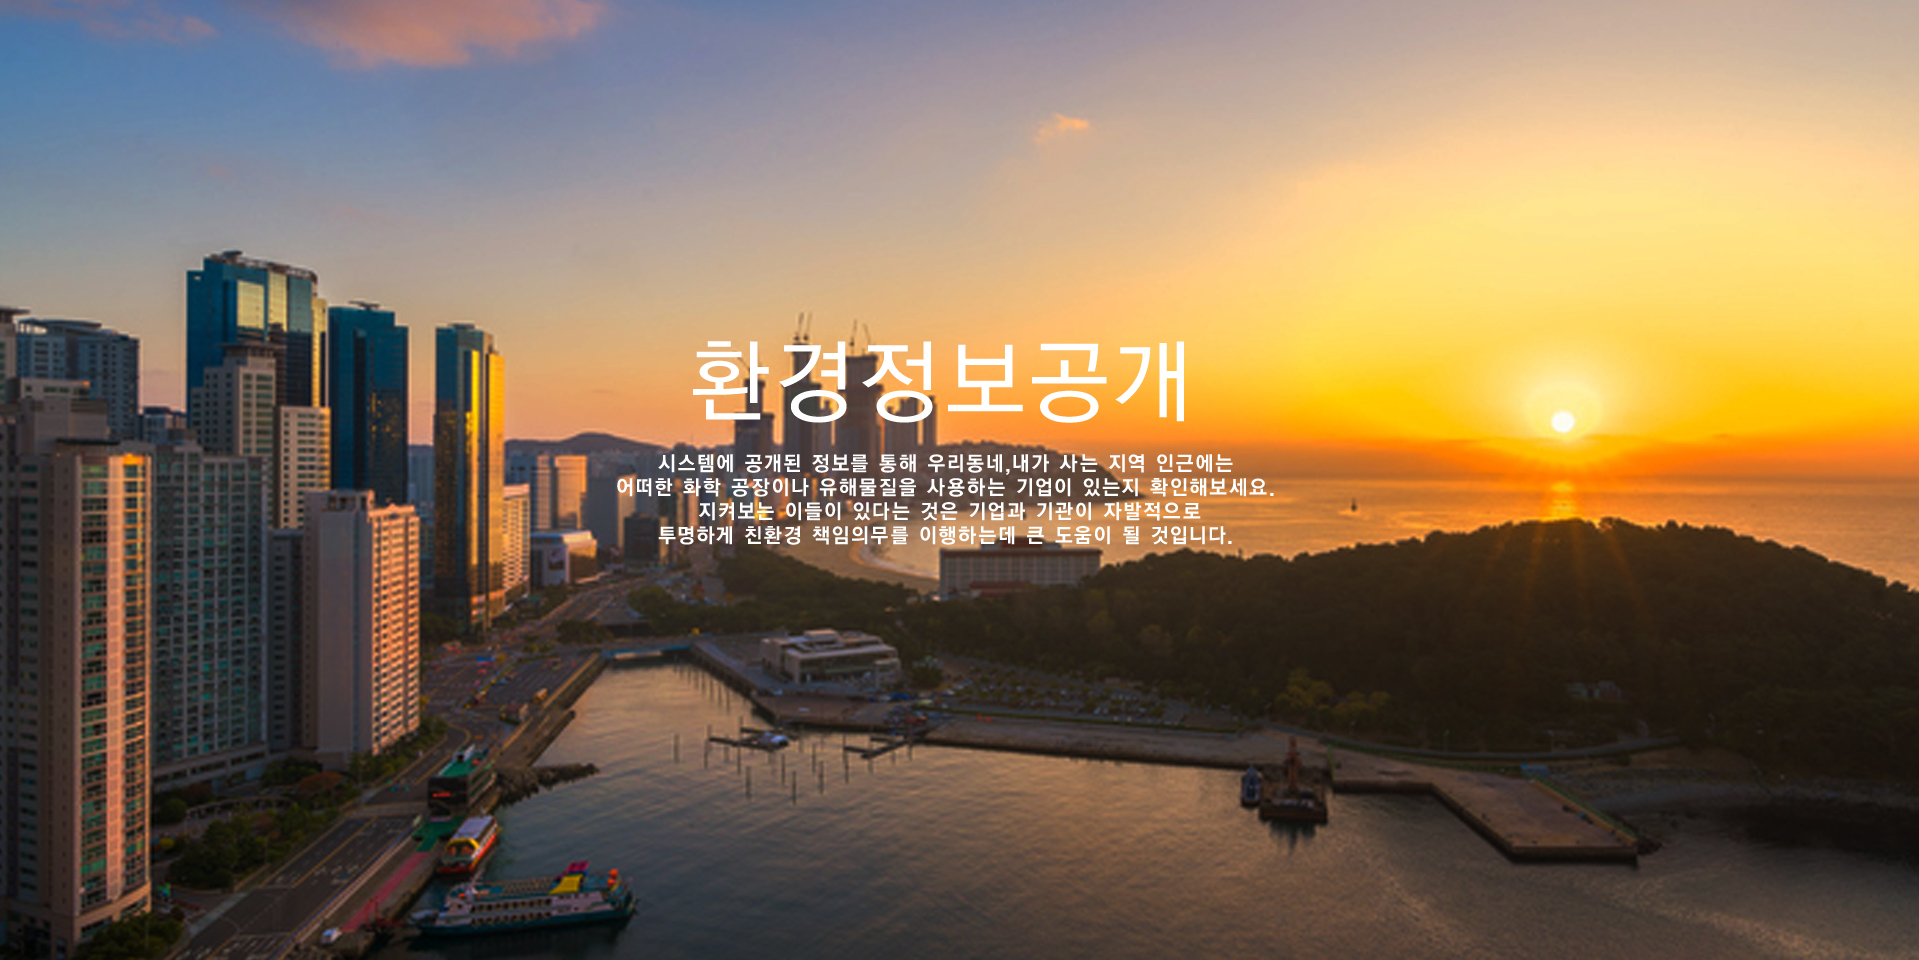 환경정보공개
시스템에 공개된 정보를 통해 우리동네,내가 사는 지역 인근에는
어떠한 화학 공장이나 유해물질을 사용하는 기업이 있는지 확인해보세요.
지켜보는 이들이 있다는 것은 기업과 기관이 자발적으로
투명하게 친환경 책임의무를 이행하는데 큰 도움이 될 것입니다.